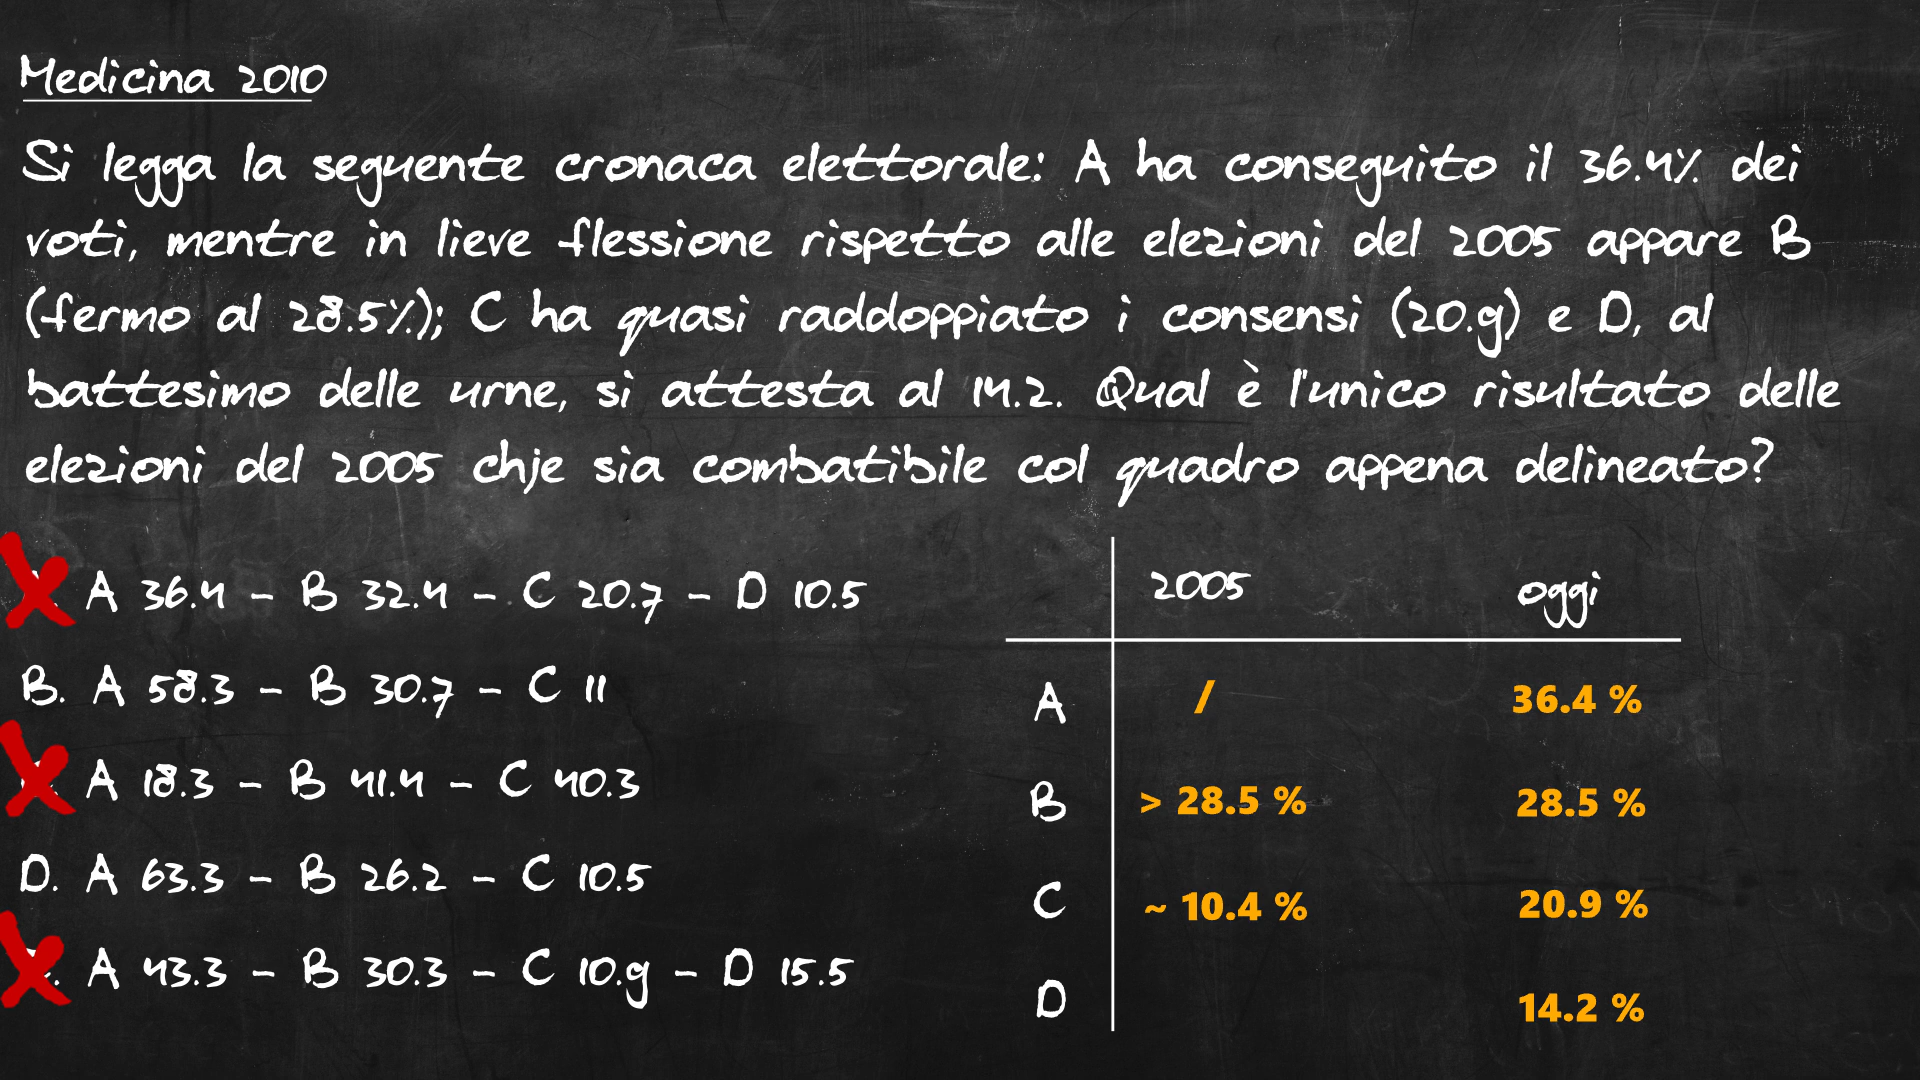 Medicina 2010
Si legga la seguente cronaca elettorale: A ha conseguito il 36.4% dei
voti, mentre in lieve flessione rispetto alle elezioni del 2005 appare B
(fermo al 28.5%); C ha quasi raddoppiato i consensi (20.9) e D, al
battesimo delle urne, si attesta al 14.2. Qual è l'unico risultato delle
elezioni del 2005 chje sia combatibile col quadro appena delineato?
A 36.4 - B 32.4 - C 20.7 - D 10.5
B. A 58.3 - B 30.7 - C 11
A 18.3 - B 41.4 - C 40.3
D. A 63.3 - B 26.2 - C 10.5
A 43.3 - B 30.3 - C 10.9 - D 15.5
2005 oggi
A / 36.4 %
B > 28.5 % 28.5 %
C ~ 10.4 % 20.9 %
D 14.2 %